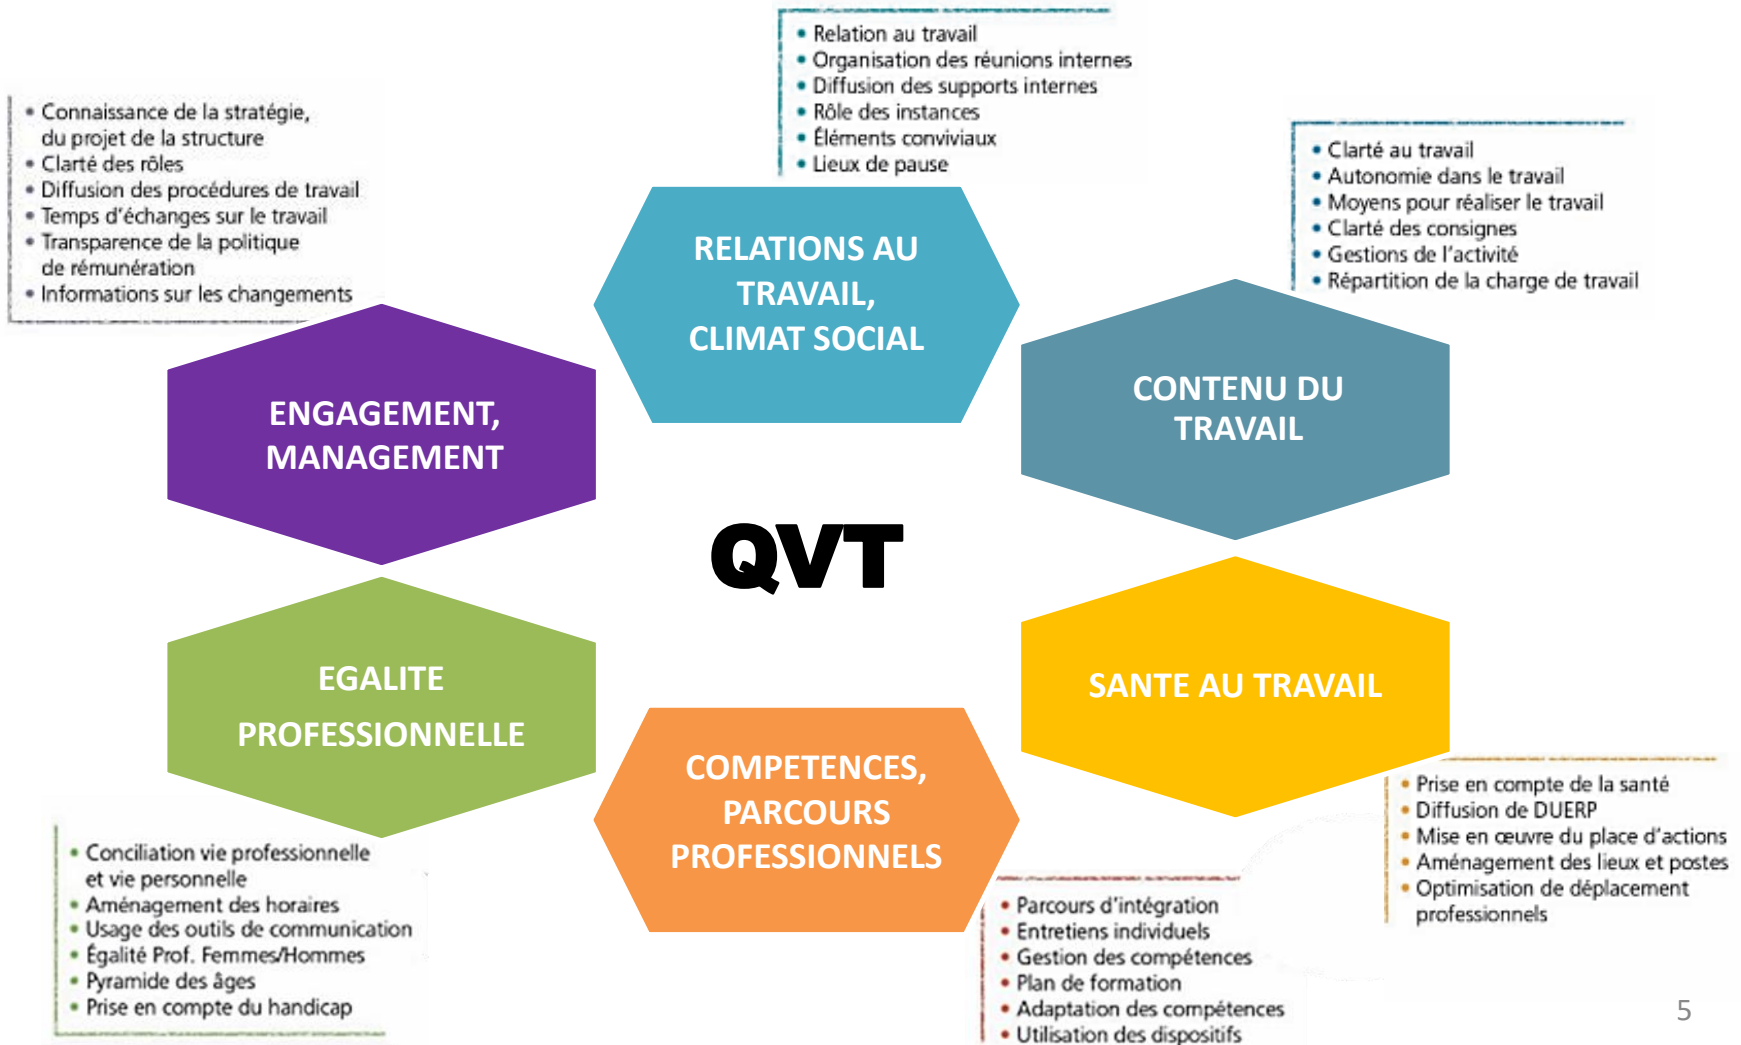 • Relation au travail
• Organisation des réunions internes
• Diffusion des supports internes
• Rôle des instances
• Éléments conviviaux
• Lieux de pause
• Connaissance de la stratégie,
du projet de la structure
• Clarté des rôles
• Diffusion des procédures de travail
• Temps d'échanges sur le travail
• Transparence de la politique
de rémunération
• Informations sur les changements
• Clarté au travail
• Autonomie dans le travail
• Moyens pour réaliser le travail
• Clarté des consignes
• Gestions de l'activité
• Répartition de la charge de travail
RELATIONS AU
TRAVAIL,
CLIMAT SOCIAL
ENGAGEMENT,
MANAGEMENT
CONTENU DU
TRAVAIL
QVT
EGALITE
PROFESSIONNELLE
SANTE AU TRAVAIL
COMPETENCES,
PARCOURS
PROFESSIONNELS
• Prise en compte de la santé
• Diffusion de DUERP
• Mise en œuvre du place d'actions
• Aménagement des lieux et postes
• Optimisation de déplacement
professionnels
• Conciliation vie professionnelle
et vie personnelle
• Aménagement des horaires
• Usage des outils de communication
• Égalité Prof. Femmes/Hommes
• Pyramide des âges
• Prise en compte du handicap
• Parcours d'intégration
• Entretiens individuels
• Gestion des compétences
• Plan de formation
• Adaptation des compétences
• Utilisation des dispositifs
5